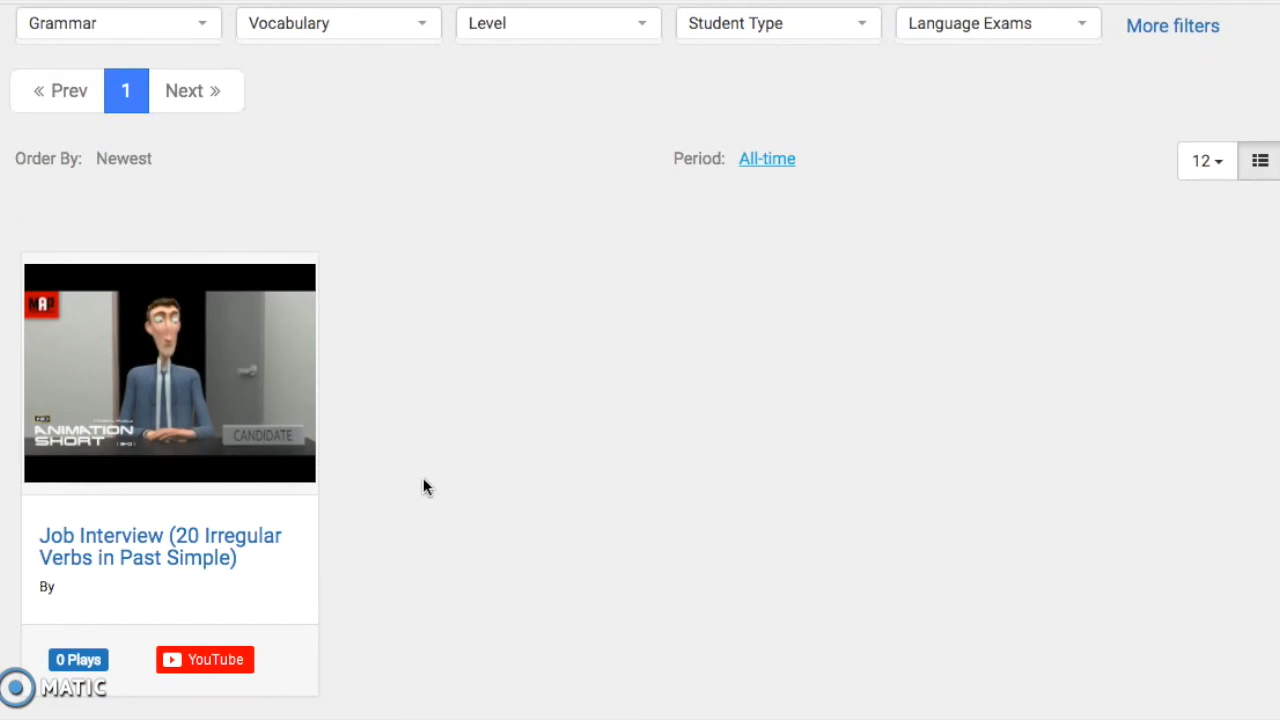 Grammar Vocabulary Level Student Type Language Exams More filters
« Prev 1 Next »
Order By: Newest Period: All-time 12
MAP
ANIMATION
SHORT
CANDIDATE
Job Interview (20 Irregular
Verbs in Past Simple)
By
0 Plays YouTube
MATIC